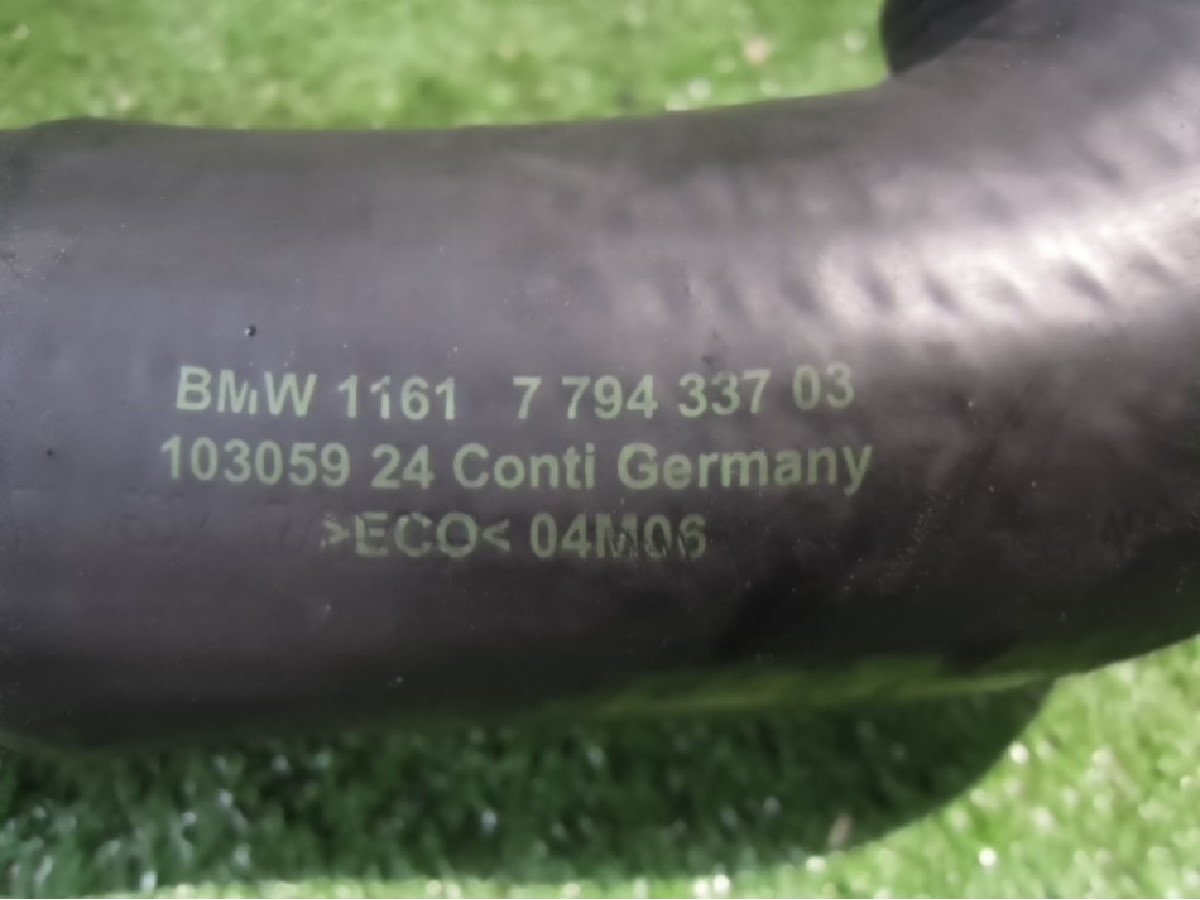 BMW 1161 7 794 337 03
103059 24 Conti Germany
>ECO< 04M06